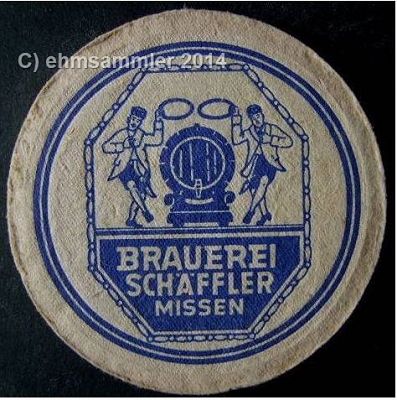 C) ehmsammler 2014
BRAUEREI
SCHÄFFLER
MISSEN